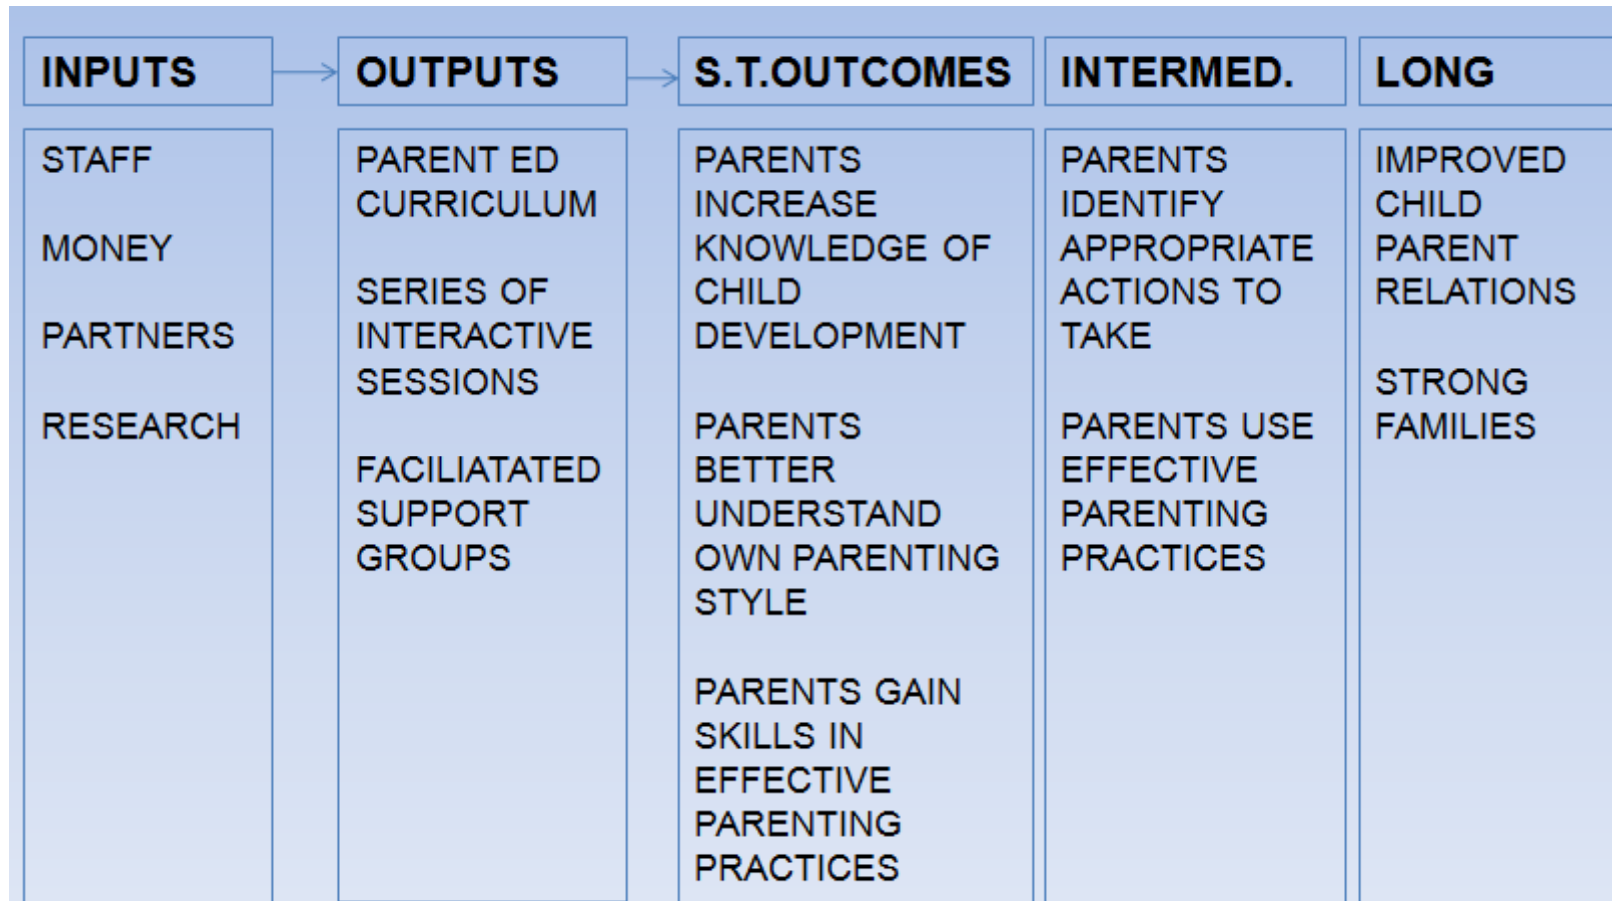 INPUTS
OUTPUTS
S.T.OUTCOMES
INTERMED.
LONG
STAFF
MONEY
PARTNERS
RESEARCH
PARENT ED
CURRICULUM
SERIES OF
INTERACTIVE
SESSIONS
FACILIATATED
SUPPORT
GROUPS
PARENTS
INCREASE
KNOWLEDGE OF
CHILD
DEVELOPMENT
PARENTS
BETTER
UNDERSTAND
OWN PARENTING
STYLE
PARENTS GAIN
SKILLS IN
EFFECTIVE
PARENTING
PRACTICES
PARENTS
IDENTIFY
APPROPRIATE
ACTIONS TO
TAKE
PARENTS USE
EFFECTIVE
PARENTING
PRACTICES
IMPROVED
CHILD
PARENT
RELATIONS
STRONG
FAMILIES